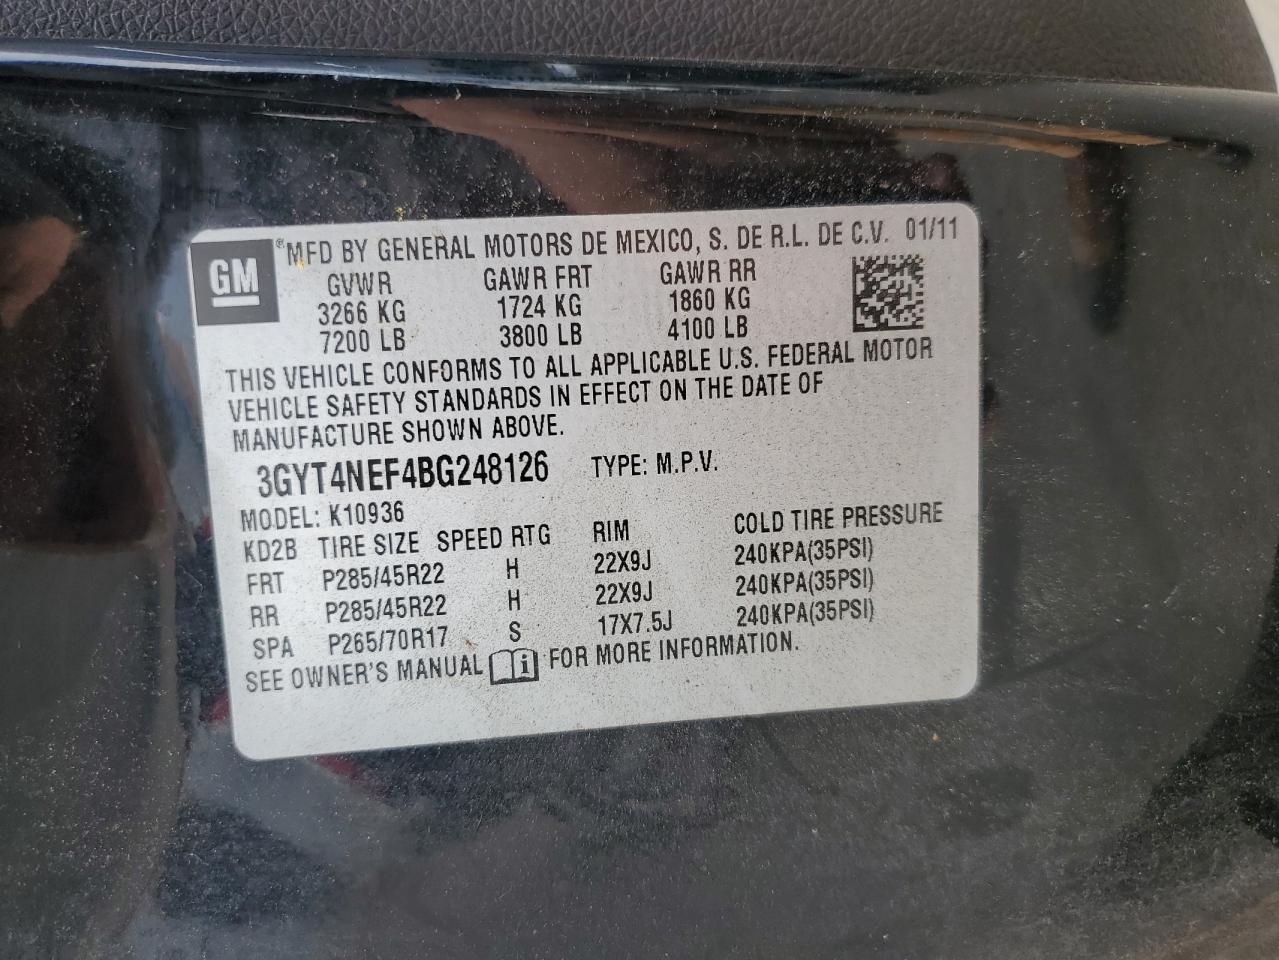 GM
®MFD BY GENERAL MOTORS DE MEXICO, S. DE R.L. DE C.V. 01/11
GVWR GAWR FRT GAWR RR
3266 KG 1724 KG 1860 KG
7200 LB 3800 LB 4100 LB
THIS VEHICLE CONFORMS TO ALL APPLICABLE U.S. FEDERAL MOTOR
VEHICLE SAFETY STANDARDS IN EFFECT ON THE DATE OF
MANUFACTURE SHOWN ABOVE.
3GYT4NEF4BG248126 TYPE: M.P.V.
MODEL: K10936
KD2B TIRE SIZE SPEED RTG RIM COLD TIRE PRESSURE
FRT P285/45R22 H 22X9J 240KPA(35PSI)
RR P285/45R22 H 22X9J 240KPA(35PSI)
SPA P265/70R17 S 17X7.5J 240KPA(35PSI)
SEE OWNER'S MANUAL i FOR MORE INFORMATION.